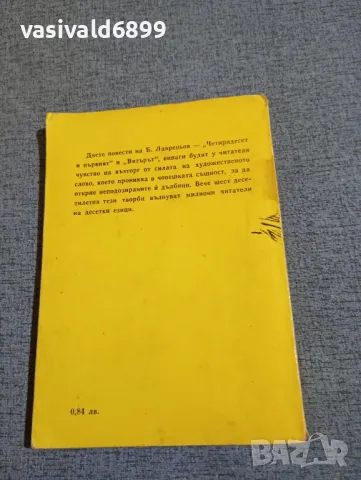 vasivald6899
Двете повести на Б. Лавреньов — „Четиридесет
и първият“ и „Вятърът“, винаги будят у читателя
чувство на възторг от силата на художественото
слово, което прониква в човешката същност, за да
открие неподозираните ѝ дълбини. Вече шест десе-
тилетия тези творби вълнуват милиони читатели
на десетки езици.
0,84 лв.
BAZAR